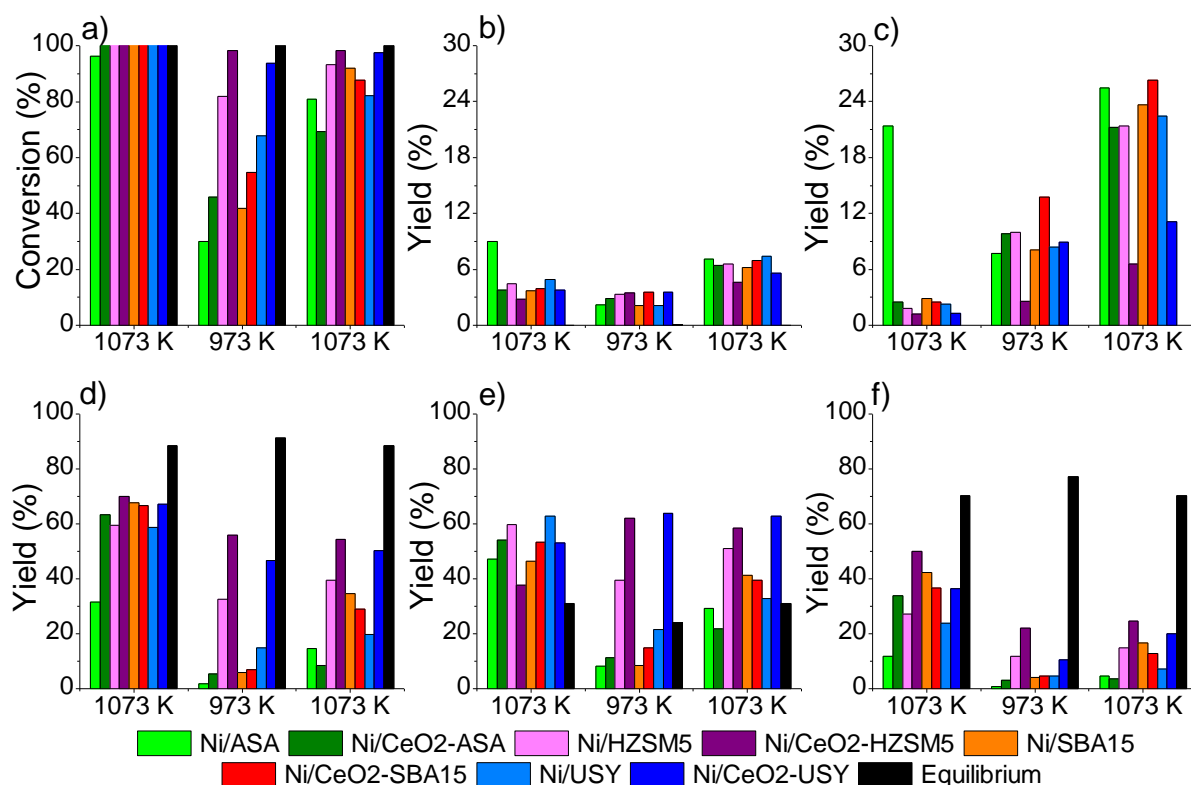 a)
b)
c)
Conversion (%)
100
80
60
40
20
0
1073 K 973 K 1073 K
Yield (%)
30
24
18
12
6
0
1073 K 973 K 1073 K
Yield (%)
30
24
18
12
6
0
1073 K 973 K 1073 K
d)
e)
f)
Yield (%)
100
80
60
40
20
0
1073 K 973 K 1073 K
Yield (%)
100
80
60
40
20
0
1073 K 973 K 1073 K
Yield (%)
100
80
60
40
20
0
1073 K 973 K 1073 K
Ni/ASA Ni/CeO2-ASA Ni/HZSM5 Ni/CeO2-HZSM5 Ni/SBA15
Ni/CeO2-SBA15 Ni/USY Ni/CeO2-USY Equilibrium